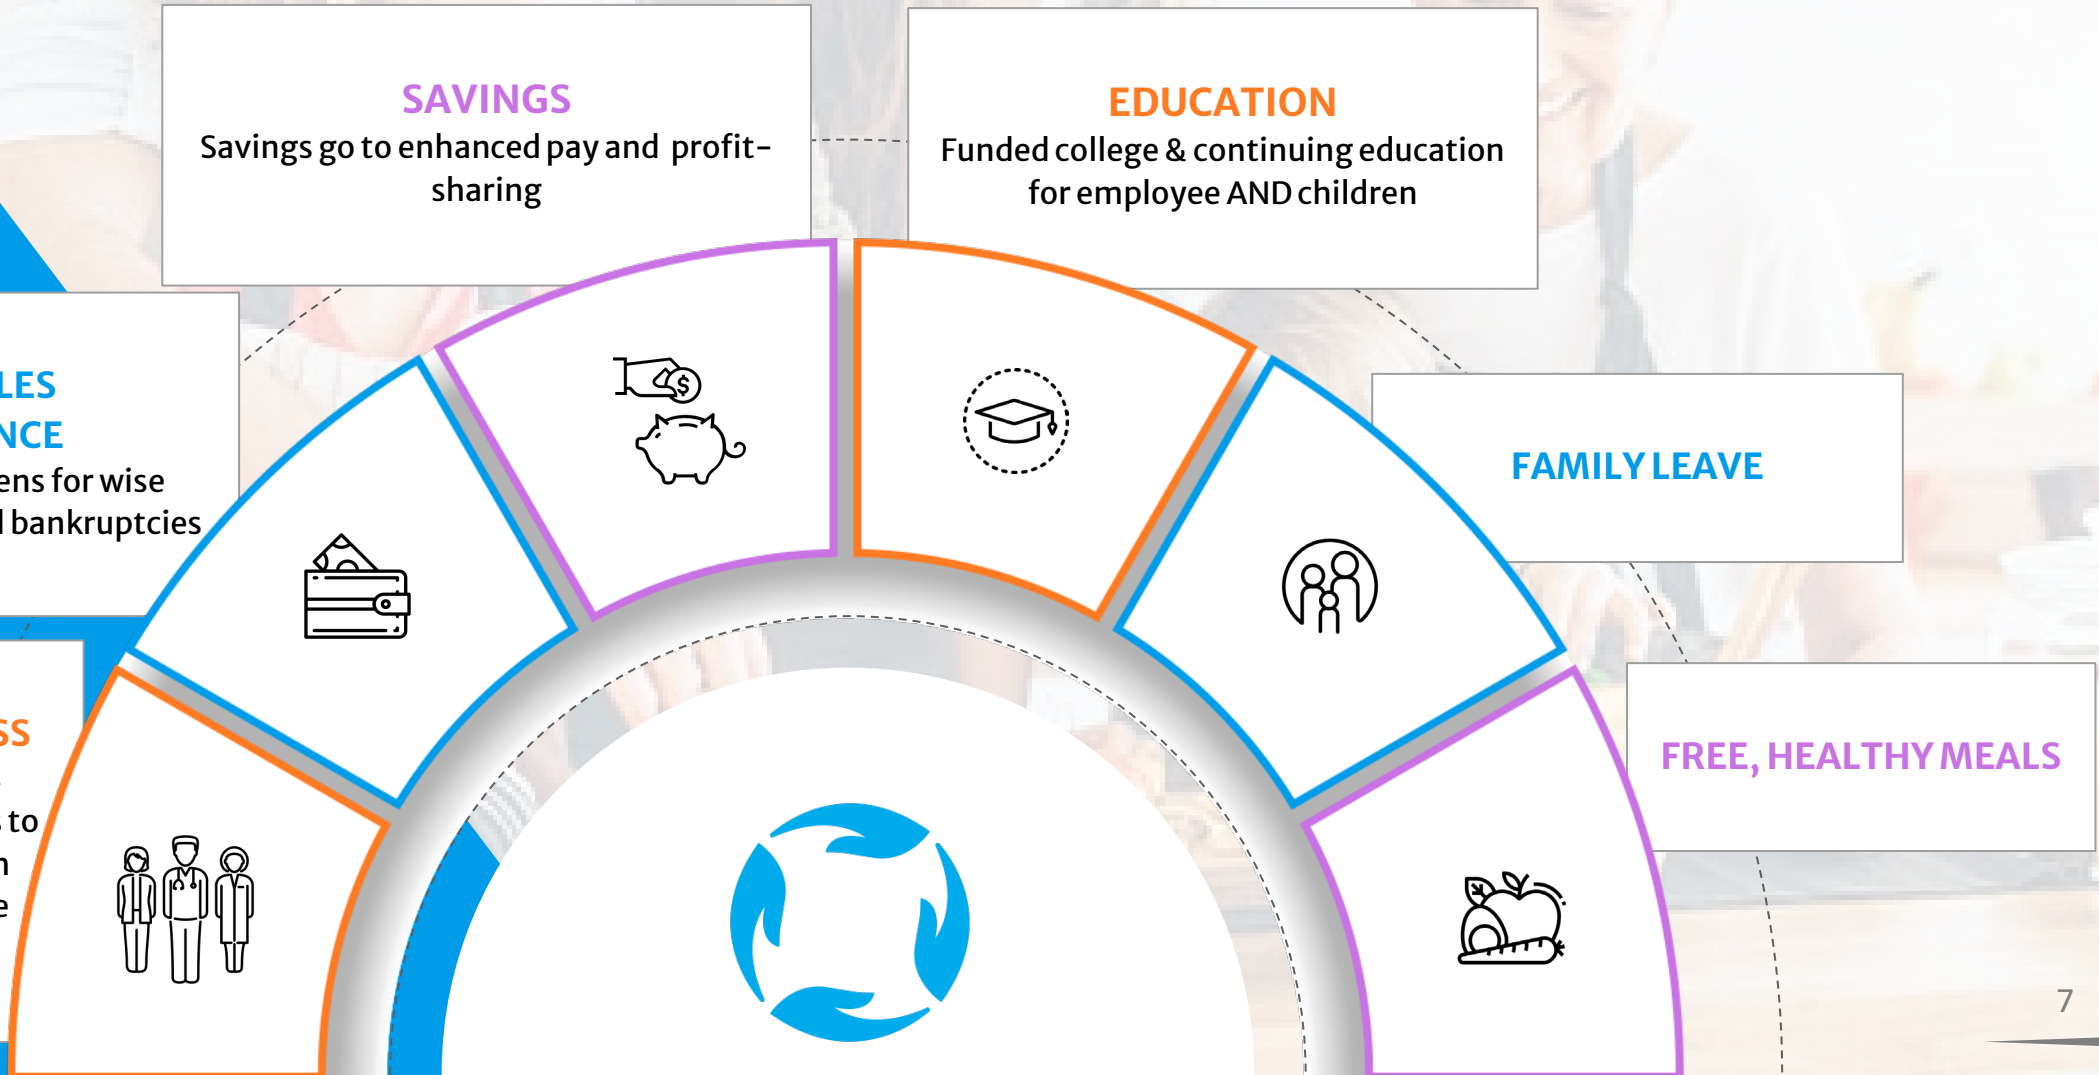 SAVINGS
Savings go to enhanced pay and profit-
sharing
EDUCATION
Funded college & continuing education
for employee AND children
LES
NCE
ens for wise
bankruptcies
FAMILY LEAVE
SS
to
FREE, HEALTHY MEALS
$
7